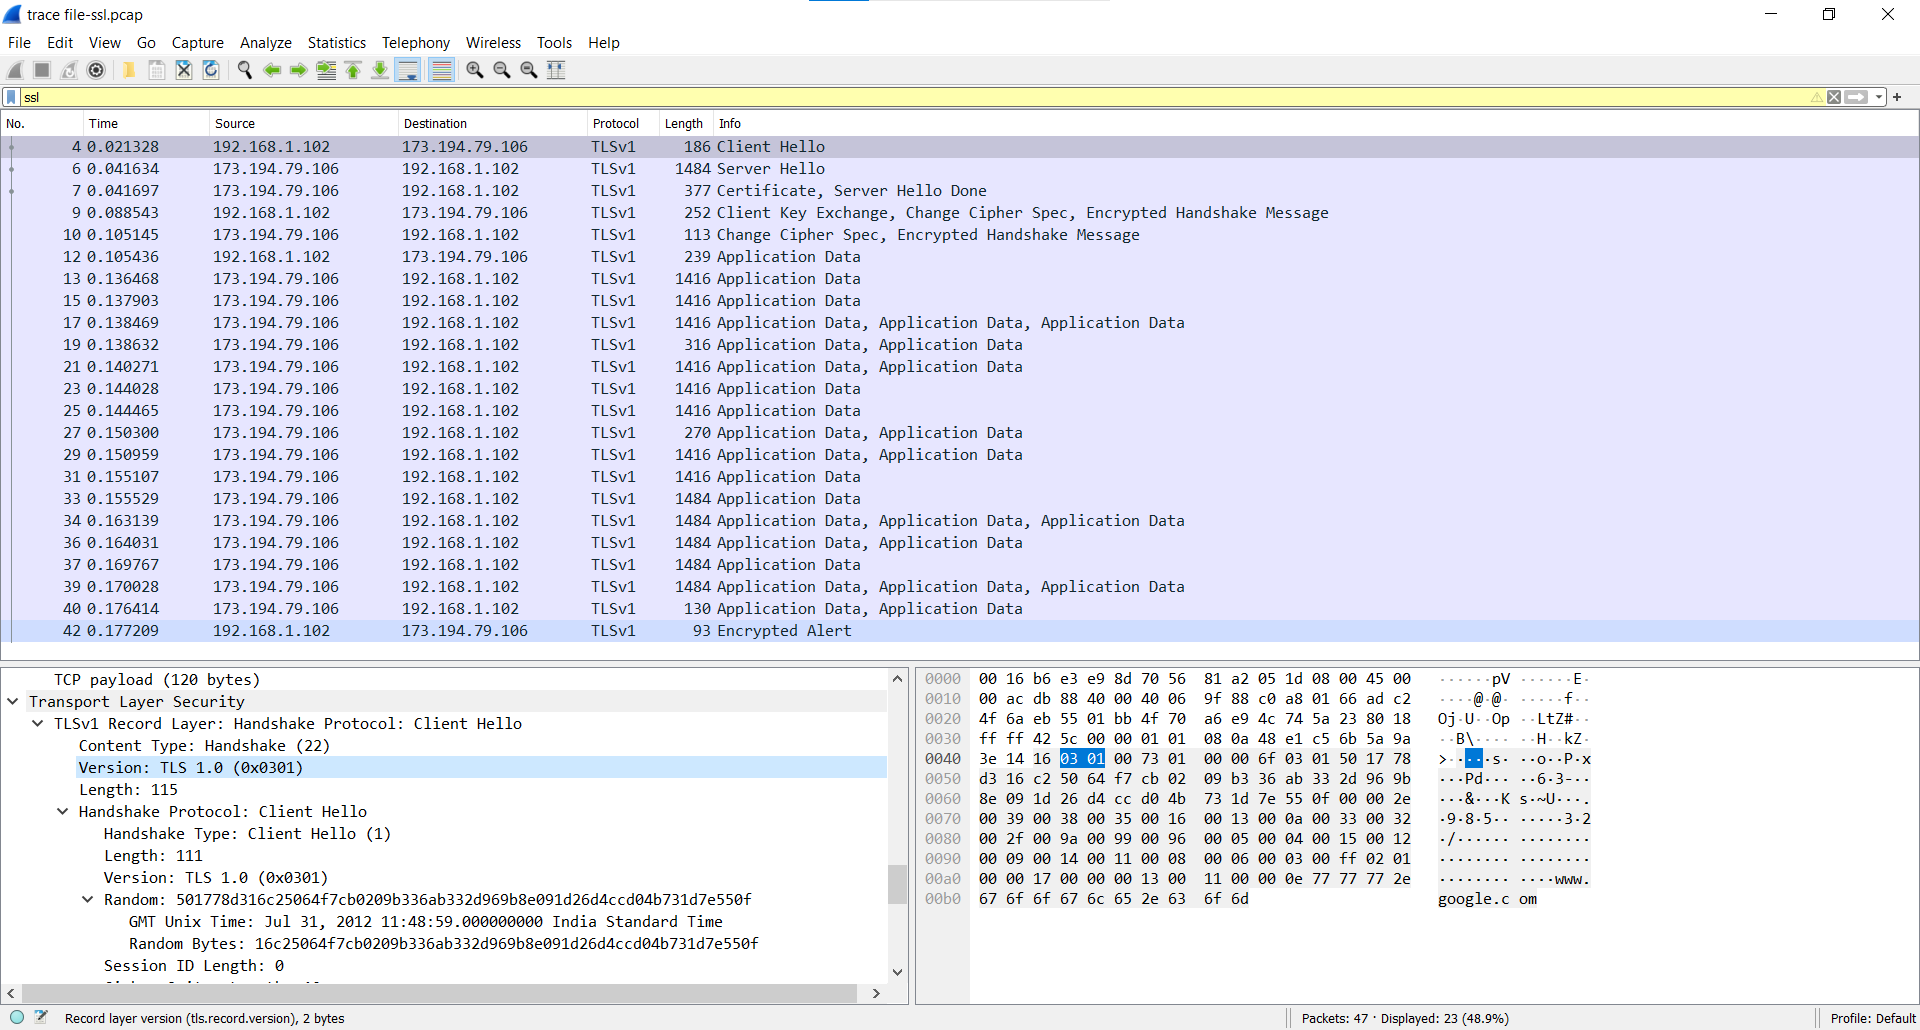 trace file-ssl.pcap
File Edit View Go Capture Analyze Statistics Telephony Wireless Tools Help
ssl
No. Time Source Destination Protocol Length Info
4 0.021328 192.168.1.102 173.194.79.106 TLSv1 186 Client Hello
6 0.041634 173.194.79.106 192.168.1.102 TLSv1 1484 Server Hello
7 0.041697 173.194.79.106 192.168.1.102 TLSv1 377 Certificate, Server Hello Done
9 0.088543 192.168.1.102 173.194.79.106 TLSv1 252 Client Key Exchange, Change Cipher Spec, Encrypted Handshake Message
10 0.105145 173.194.79.106 192.168.1.102 TLSv1 113 Change Cipher Spec, Encrypted Handshake Message
12 0.105436 192.168.1.102 173.194.79.106 TLSv1 239 Application Data
13 0.136468 173.194.79.106 192.168.1.102 TLSv1 1416 Application Data
15 0.137903 173.194.79.106 192.168.1.102 TLSv1 1416 Application Data
17 0.138469 173.194.79.106 192.168.1.102 TLSv1 1416 Application Data, Application Data, Application Data
19 0.138632 173.194.79.106 192.168.1.102 TLSv1 316 Application Data, Application Data
21 0.140271 173.194.79.106 192.168.1.102 TLSv1 1416 Application Data, Application Data
23 0.144028 173.194.79.106 192.168.1.102 TLSv1 1416 Application Data
25 0.144465 173.194.79.106 192.168.1.102 TLSv1 1416 Application Data
27 0.150300 173.194.79.106 192.168.1.102 TLSv1 270 Application Data, Application Data
29 0.150959 173.194.79.106 192.168.1.102 TLSv1 1416 Application Data, Application Data
31 0.155107 173.194.79.106 192.168.1.102 TLSv1 1416 Application Data
33 0.155529 173.194.79.106 192.168.1.102 TLSv1 1484 Application Data
34 0.163139 173.194.79.106 192.168.1.102 TLSv1 1484 Application Data, Application Data, Application Data
36 0.164031 173.194.79.106 192.168.1.102 TLSv1 1484 Application Data, Application Data
37 0.169767 173.194.79.106 192.168.1.102 TLSv1 1484 Application Data
39 0.170028 173.194.79.106 192.168.1.102 TLSv1 1484 Application Data, Application Data, Application Data
40 0.176414 173.194.79.106 192.168.1.102 TLSv1 130 Application Data, Application Data
42 0.177209 192.168.1.102 173.194.79.106 TLSv1 93 Encrypted Alert
TCP payload (120 bytes)
Transport Layer Security
TLSv1 Record Layer: Handshake Protocol: Client Hello
Content Type: Handshake (22)
Version: TLS 1.0 (0x0301)
Length: 115
Handshake Protocol: Client Hello
Handshake Type: Client Hello (1)
Length: 111
Version: TLS 1.0 (0x0301)
Random: 501778d316c25064f7cb0209b336ab332d969b8e091d26d4ccd04b731d7e550f
GMT Unix Time: Jul 31, 2012 11:48:59.000000000 India Standard Time
Random Bytes: 16c25064f7cb0209b336ab332d969b8e091d26d4ccd04b731d7e550f
Session ID Length: 0
0000 00 16 b6 e3 e9 8d 70 56 81 a2 05 1d 08 00 45 00 ······pV ······E·
0010 00 ac db 88 40 00 40 06 9f 88 c0 a8 01 66 ad c2 ····@·@· ·····f··
0020 4f 6a eb 55 01 bb 4f 70 a6 e9 4c 74 5a 23 80 18 Oj·U··Op ··LtZ#··
0030 ff ff 42 5c 00 00 01 01 08 0a 48 e1 c5 6b 5a 9a ··B\···· ··H··kZ·
0040 3e 14 16 03 01 00 73 01 00 00 6f 03 01 50 17 78 >·····s· ··o··P·x
0050 d3 16 c2 50 64 f7 cb 02 09 b3 36 ab 33 2d 96 9b ···Pd··· ··6·3-··
0060 8e 09 1d 26 d4 cc d0 4b 73 1d 7e 55 0f 00 00 2e ···&···K s·~U···.
0070 00 39 00 38 00 35 00 16 00 13 00 0a 00 33 00 32 ·9·8·5·· ·····3·2
0080 00 2f 00 9a 00 99 00 96 00 05 00 04 00 15 00 12 ·/······ ········
0090 00 09 00 14 00 11 00 08 00 06 00 03 00 ff 02 01 ········ ········
00a0 00 00 17 00 00 00 13 00 11 00 00 0e 77 77 77 2e ········ ····www.
00b0 67 6f 6f 67 6c 65 2e 63 6f 6d google.c om
Record layer version (tls.record.version), 2 bytes
Packets: 47 · Displayed: 23 (48.9%)
Profile: Default